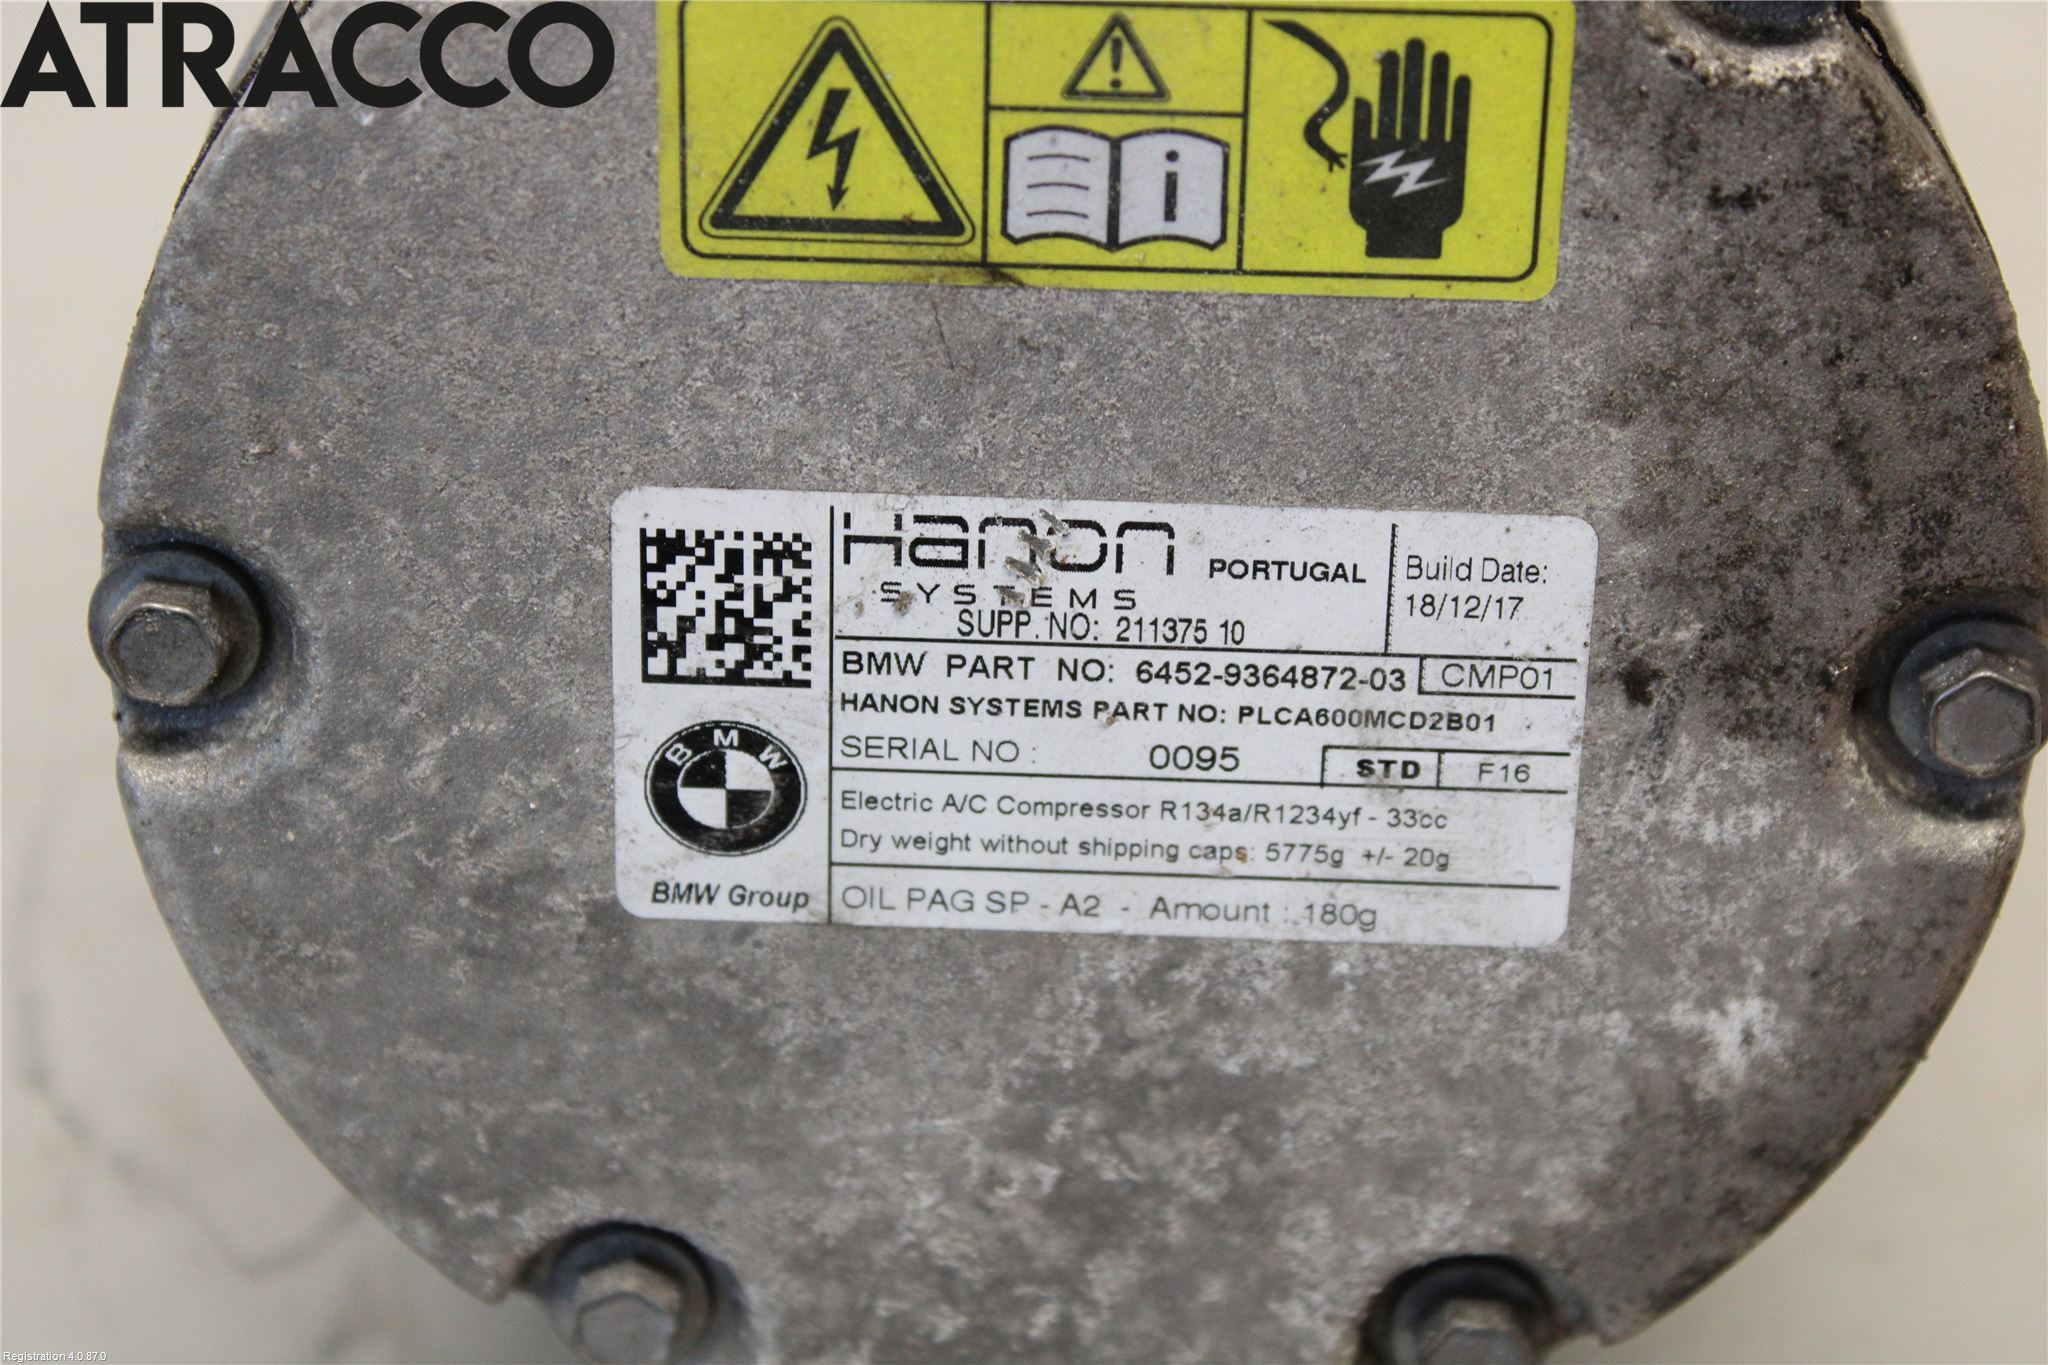 ATRACCO
Hanon
SYSTEMS
PORTUGAL
Build Date:
18/12/17
SUPP. NO: 211375 10
BMW PART NO: 6452-9364872-03 CMP01
HANON SYSTEMS PART NO: PLCA600MCD2B01
SERIAL NO : 0095 STD F16
BMW
Electric A/C Compressor R134a/R1234yf - 33cc
Dry weight without shipping caps: 5775g +/- 20g
BMW Group
OIL PAG SP - A2 - Amount : 180g
Registration 4.0.87.0